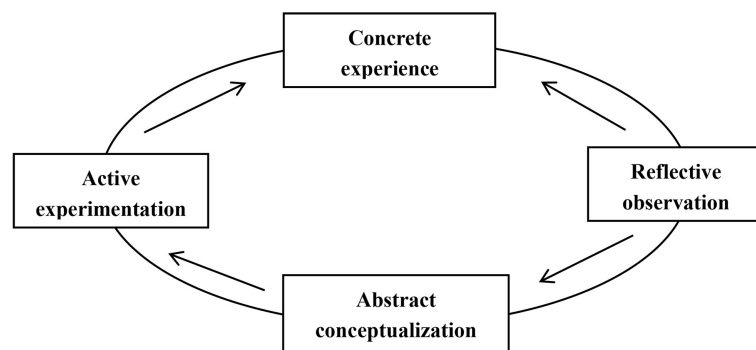 Concrete
experience
Active
experimentation
Reflective
observation
Abstract
conceptualization